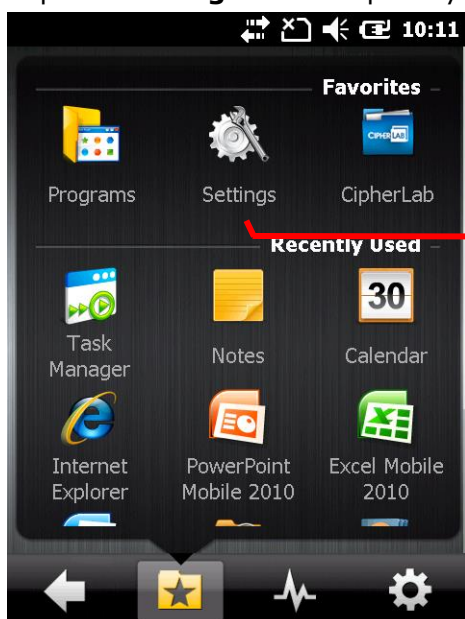 10:11
Favorites
CIPHERLAB
Programs Settings CipherLab
Recently Used
30
Task
Manager
Notes
Calendar
Internet
Explorer
PowerPoint
Mobile 2010
Excel Mobile
2010